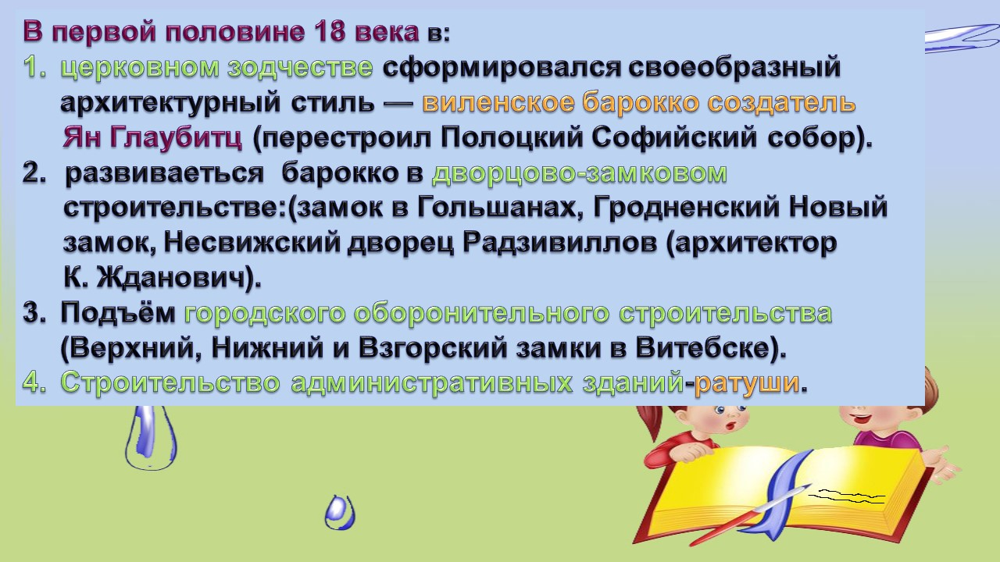 В первой половине 18 века в:
1. церковном зодчестве сформировался своеобразный
архитектурный стиль — виленское барокко создатель
Ян Глаубитц (перестроил Полоцкий Софийский собор).
2. развиваеться барокко в дворцово-замковом
строительстве:(замок в Гольшанах, Гродненский Новый
замок, Несвижский дворец Радзивиллов (архитектор
К. Жданович).
3. Подъём городского оборонительного строительства
(Верхний, Нижний и Взгорский замки в Витебске).
4. Строительство административных зданий-ратуши.